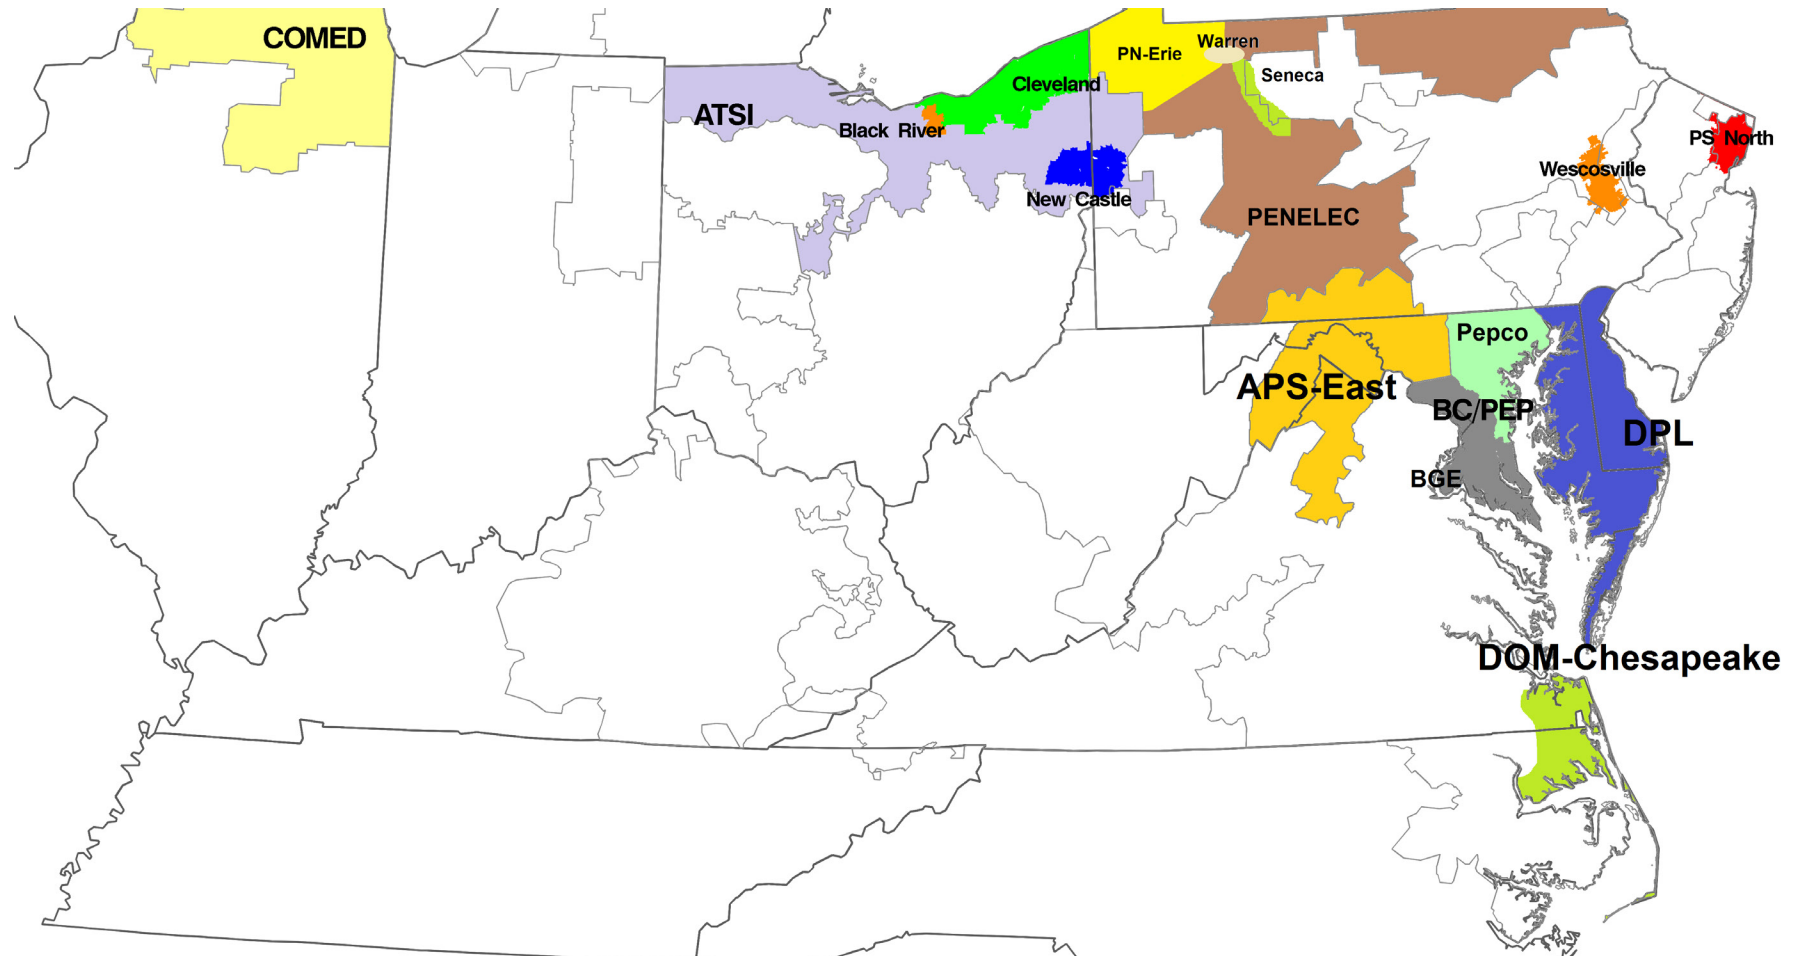 COMED
Warren
PN-Erie
Seneca
Cleveland
ATSI
Black River
PS North
Wescosville
New Castle
PENELEC
Pepco
APS-East
BC/PEP
DPL
BGE
DOM-Chesapeake